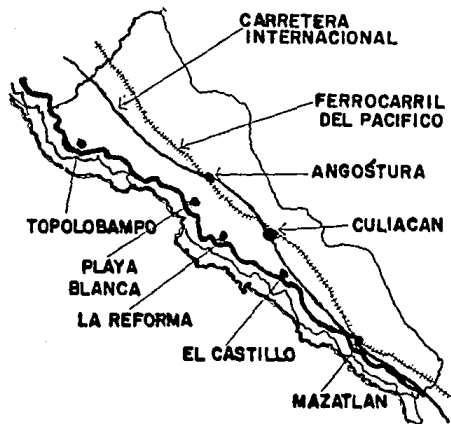 CARRETERA
INTERNACIONAL
FERROCARRIL
DEL PACIFICO
ANGOSTURA
CULIACAN
TOPOLOBAMPO
PLAYA
BLANCA
LA REFORMA
EL CASTILLO
MAZATLAN